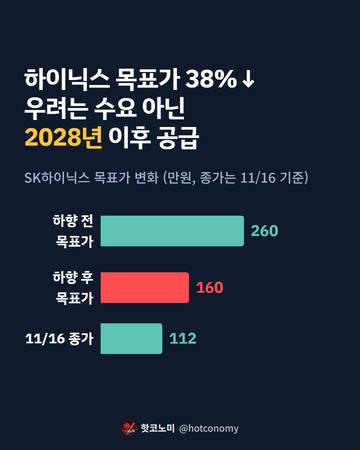 하이닉스 목표가 38%↓
우려는 수요 아닌
2028년 이후 공급
SK하이닉스 목표가 변화 (만원, 종가는 11/16 기준)
하향 전
목표가
260
하향 후
목표가
160
11/16 종가
112
핫코노미 @hotconomy